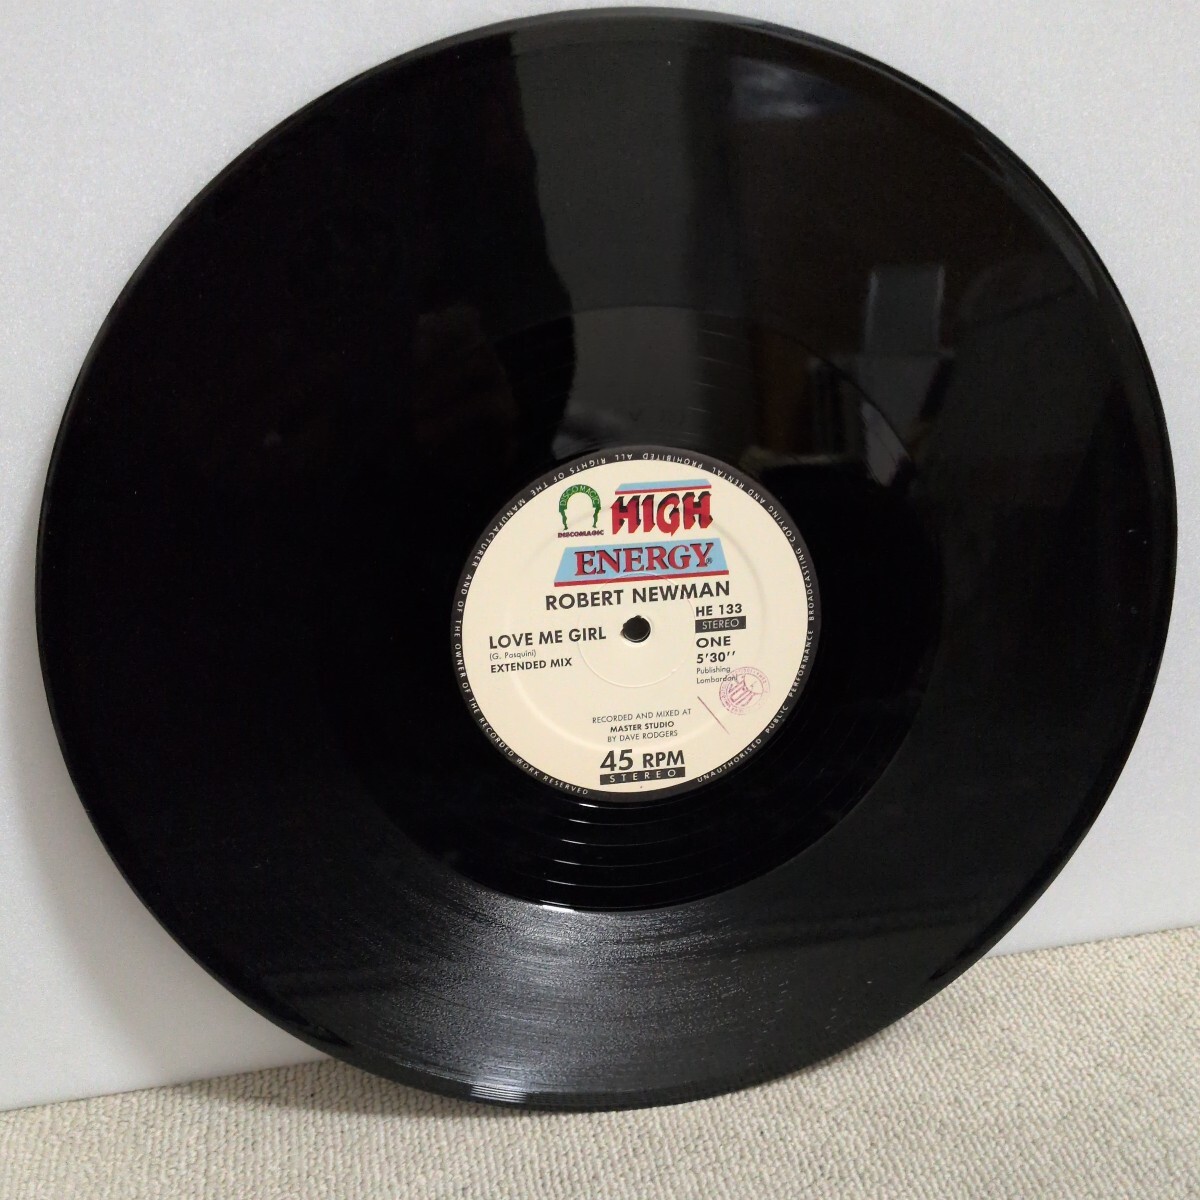 DISCOMAGIC
DISCOMAGIC
HIGH
ENERGY®
ROBERT NEWMAN
HE 133
STEREO
LOVE ME GIRL
(G. Pasquini)
EXTENDED MIX
ONE
5'30''
Publishing
Lombardoni
RECORDED AND MIXED AT
MASTER STUDIO
BY DAVE RODGERS
45 RPM
STEREO
ALL RIGHTS OF THE MANUFACTURER AND OF THE OWNER OF THE RECORDED WORK RESERVED
UNAUTHORISED PUBLIC PERFORMANCE BROADCASTING COPYING AND RENTAL PROHIBITED